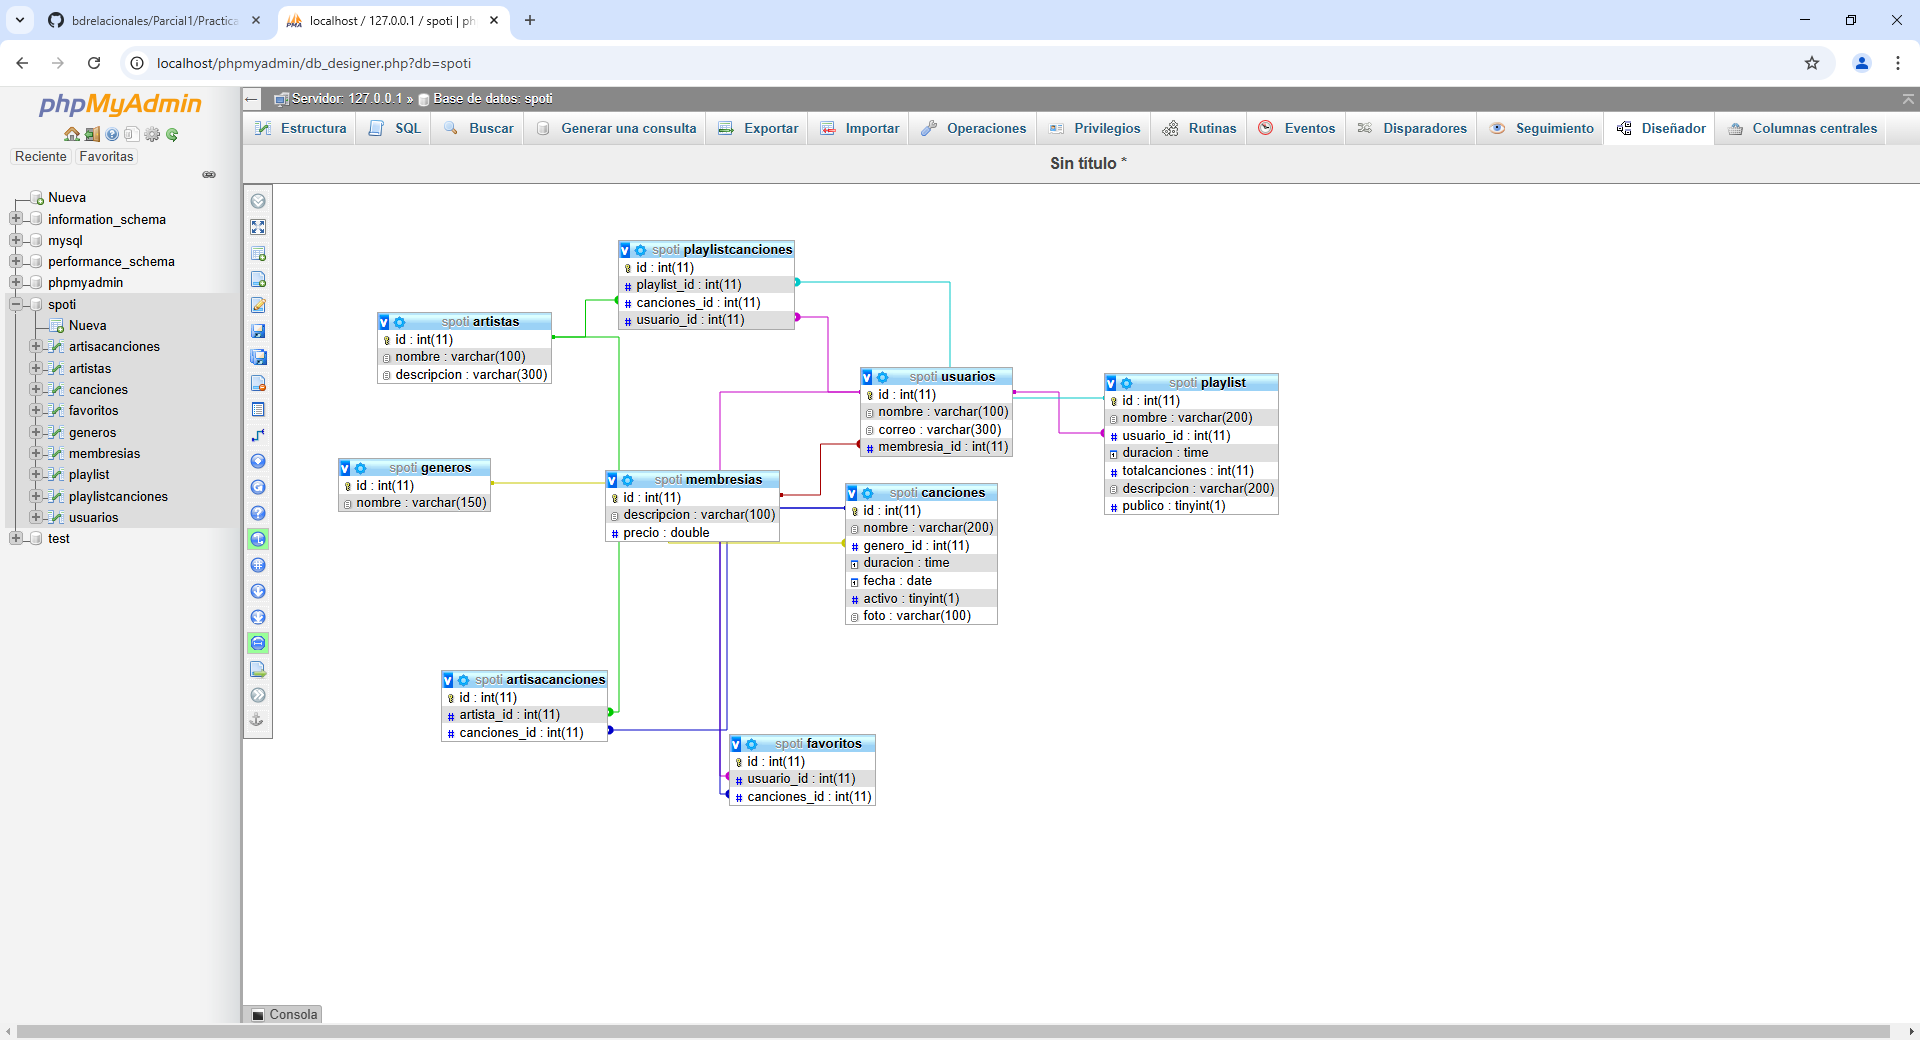 bdrelacionales/Parcial1/Practica
localhost / 127.0.0.1 / spoti | ph
localhost/phpmyadmin/db_designer.php?db=spoti
phpMyAdmin
Reciente Favoritas
Nueva
information_schema
mysql
performance_schema
phpmyadmin
spoti
Nueva
artisacanciones
artistas
canciones
favoritos
generos
membresias
playlist
playlistcanciones
usuarios
test
Servidor: 127.0.0.1 » Base de datos: spoti
Estructura SQL Buscar Generar una consulta Exportar Importar Operaciones Privilegios Rutinas Eventos Disparadores Seguimiento Diseñador Columnas centrales
Sin título *
spoti playlistcanciones
id : int(11)
playlist_id : int(11)
canciones_id : int(11)
usuario_id : int(11)
spoti artistas
id : int(11)
nombre : varchar(100)
descripcion : varchar(300)
spoti usuarios
id : int(11)
nombre : varchar(100)
correo : varchar(300)
membresia_id : int(11)
spoti playlist
id : int(11)
nombre : varchar(200)
usuario_id : int(11)
duracion : time
totalcanciones : int(11)
descripcion : varchar(200)
publico : tinyint(1)
spoti generos
id : int(11)
nombre : varchar(150)
spoti membresias
id : int(11)
descripcion : varchar(100)
precio : double
spoti canciones
id : int(11)
nombre : varchar(200)
genero_id : int(11)
duracion : time
fecha : date
activo : tinyint(1)
foto : varchar(100)
spoti artisacanciones
id : int(11)
artista_id : int(11)
canciones_id : int(11)
spoti favoritos
id : int(11)
usuario_id : int(11)
canciones_id : int(11)
Consola